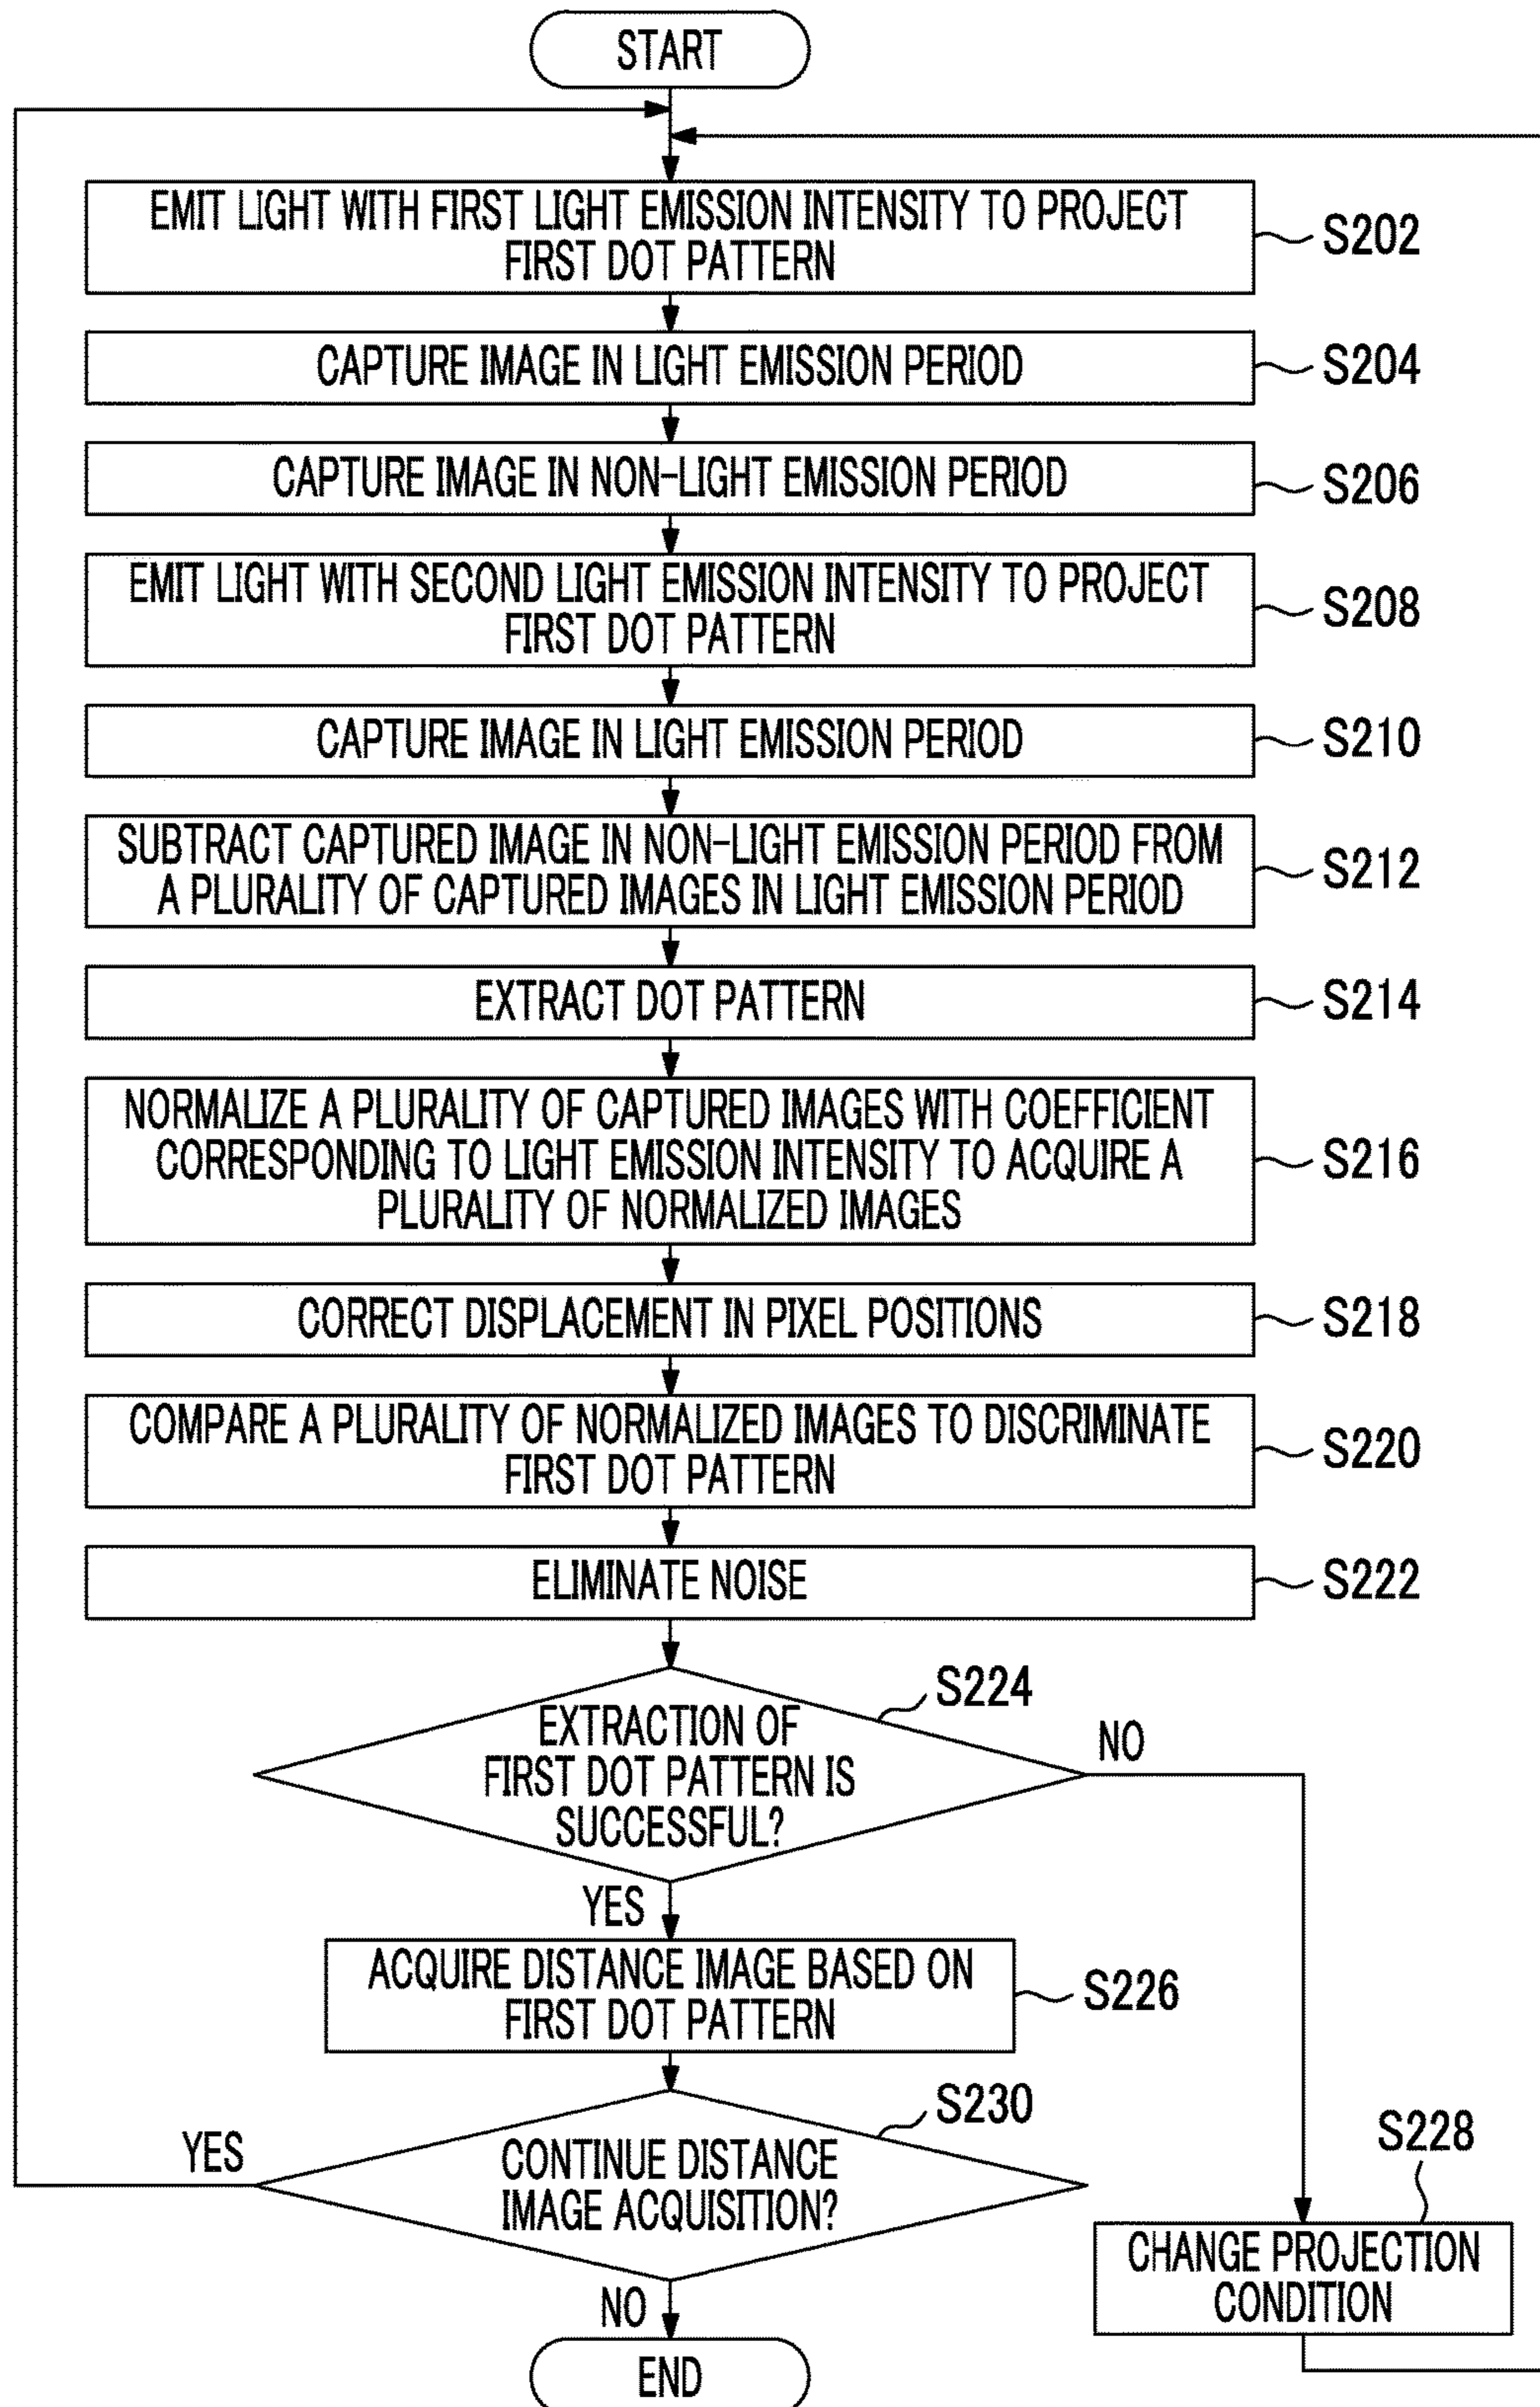 START
EMIT LIGHT WITH FIRST LIGHT EMISSION INTENSITY TO PROJECT
FIRST DOT PATTERN
S202
CAPTURE IMAGE IN LIGHT EMISSION PERIOD
S204
CAPTURE IMAGE IN NON-LIGHT EMISSION PERIOD
S206
EMIT LIGHT WITH SECOND LIGHT EMISSION INTENSITY TO PROJECT
FIRST DOT PATTERN
S208
CAPTURE IMAGE IN LIGHT EMISSION PERIOD
S210
SUBTRACT CAPTURED IMAGE IN NON-LIGHT EMISSION PERIOD FROM
A PLURALITY OF CAPTURED IMAGES IN LIGHT EMISSION PERIOD
S212
EXTRACT DOT PATTERN
S214
NORMALIZE A PLURALITY OF CAPTURED IMAGES WITH COEFFICIENT
CORRESPONDING TO LIGHT EMISSION INTENSITY TO ACQUIRE A
PLURALITY OF NORMALIZED IMAGES
S216
CORRECT DISPLACEMENT IN PIXEL POSITIONS
S218
COMPARE A PLURALITY OF NORMALIZED IMAGES TO DISCRIMINATE
FIRST DOT PATTERN
S220
ELIMINATE NOISE
S222
S224
EXTRACTION OF
FIRST DOT PATTERN IS
SUCCESSFUL?
NO
YES
ACQUIRE DISTANCE IMAGE BASED ON
FIRST DOT PATTERN
S226
S230
CONTINUE DISTANCE
IMAGE ACQUISITION?
YES
NO
S228
CHANGE PROJECTION
CONDITION
END